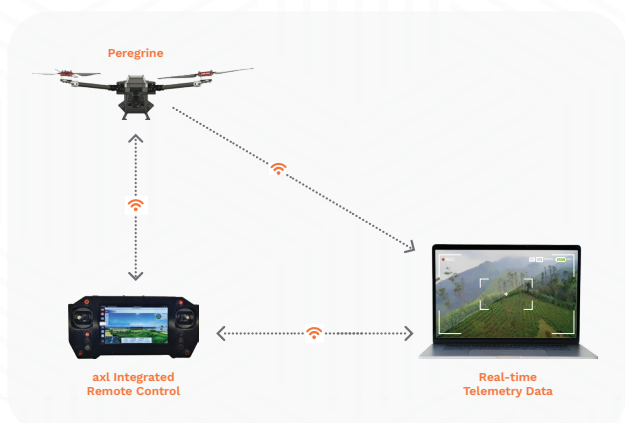 Peregrine
axl Integrated
Remote Control
Real-time
Telemetry Data